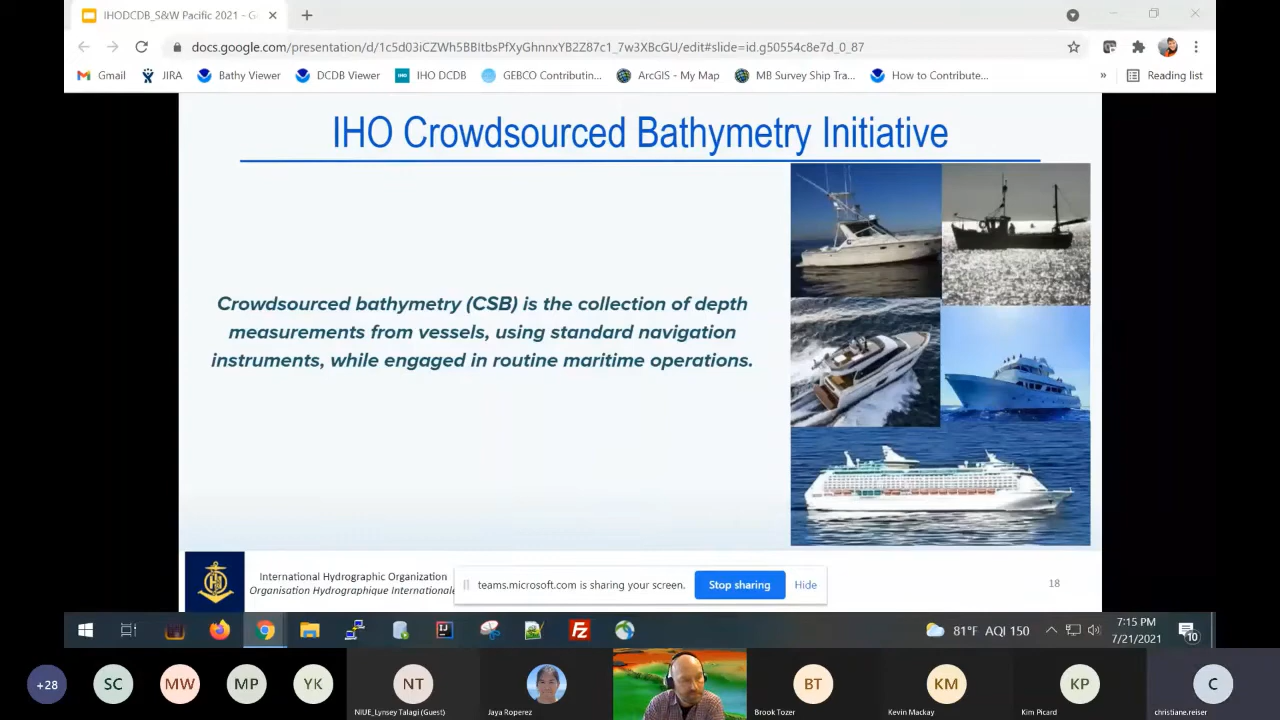 IHODCDB_S&W Pacific 2021 - G
docs.google.com/presentation/d/1c5d03iCZWh5BBItbsPfXyGhnnxYB2Z87c1_7w3XBcGU/edit#slide=id.g50554c8e7d_0_87
Gmail JIRA Bathy Viewer DCDB Viewer IHO DCDB GEBCO Contributin... ArcGIS - My Map MB Survey Ship Tra... How to Contribute... » Reading list
IHO Crowdsourced Bathymetry Initiative
Crowdsourced bathymetry (CSB) is the collection of depth
measurements from vessels, using standard navigation
instruments, while engaged in routine maritime operations.
International Hydrographic Organization
Organisation Hydrographique Internationale
teams.microsoft.com is sharing your screen. Stop sharing Hide
18
81°F AQI 150
7:15 PM
7/21/2021
10
+28 SC MW MP YK NT BT KM KP C
NIUE_Lynsey Talagi (Guest) Jaya Roperez Brook Tozer Kevin Mackay Kim Picard christiane.reiser